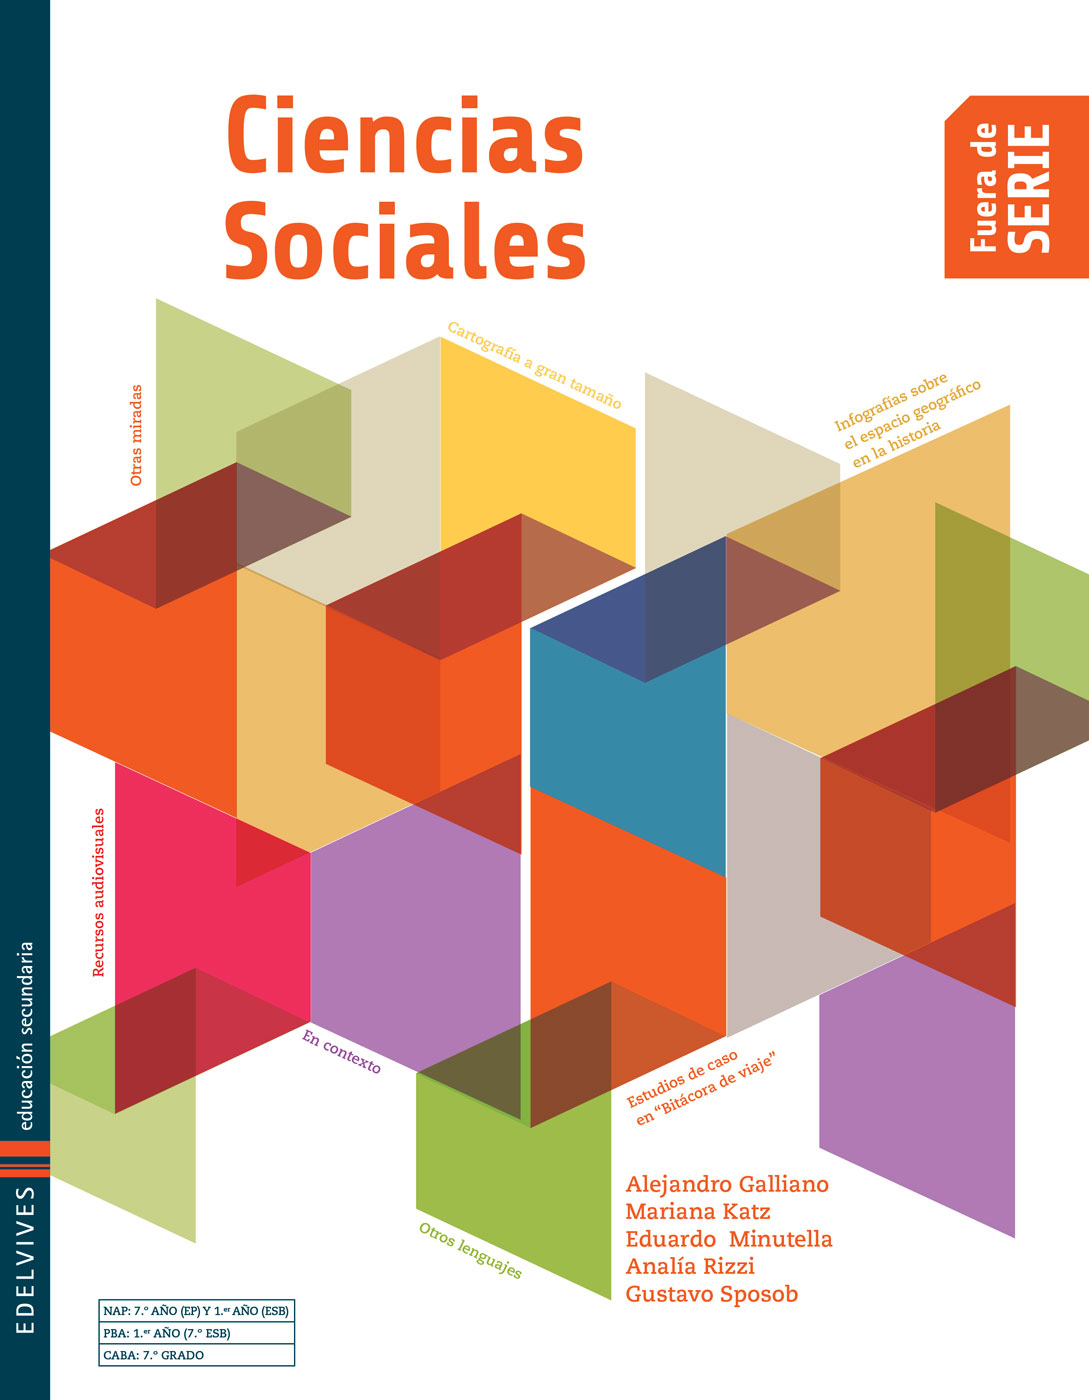 Ciencias
Sociales
Fuera de
SERIE
Cartografía a gran tamaño
Infografías sobre
el espacio geográfico
en la historia
Otras miradas
Recursos audiovisuales
En contexto
Estudios de caso
en “Bitácora de viaje”
Otros lenguajes
Alejandro Galliano
Mariana Katz
Eduardo Minutella
Analía Rizzi
Gustavo Sposob
educación secundaria
EDELVIVES
NAP: 7.º AÑO (EP) Y 1.er AÑO (ESB)
PBA: 1.er AÑO (7.º ESB)
CABA: 7.º GRADO